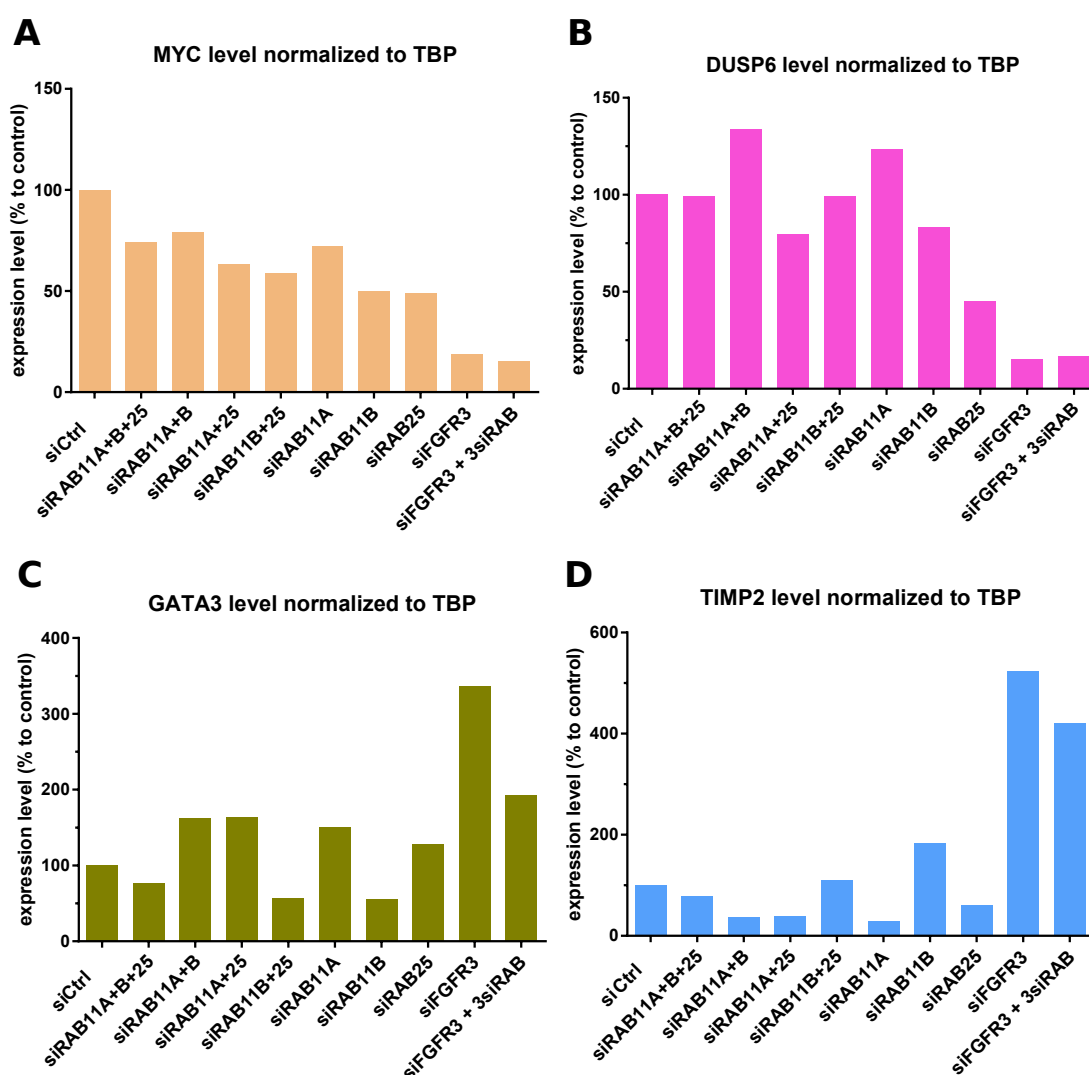 A
MYC level normalized to TBP
expression level (% to control)
150
100
50
0
siCtrl
siRAB11A+B+25
siRAB11A+B
siRAB11A+25
siRAB11B+25
siRAB11A
siRAB11B
siRAB25
siFGFR3
siFGFR3 + 3siRAB
B
DUSP6 level normalized to TBP
expression level (% to control)
150
100
50
0
siCtrl
siRAB11A+B+25
siRAB11A+B
siRAB11A+25
siRAB11B+25
siRAB11A
siRAB11B
siRAB25
siFGFR3
siFGFR3 + 3siRAB
C
GATA3 level normalized to TBP
expression level (% to control)
400
300
200
100
0
siCtrl
siRAB11A+B+25
siRAB11A+B
siRAB11A+25
siRAB11B+25
siRAB11A
siRAB11B
siRAB25
siFGFR3
siFGFR3 + 3siRAB
D
TIMP2 level normalized to TBP
expression level (% to control)
600
400
200
0
siCtrl
siRAB11A+B+25
siRAB11A+B
siRAB11A+25
siRAB11B+25
siRAB11A
siRAB11B
siRAB25
siFGFR3
siFGFR3 + 3siRAB